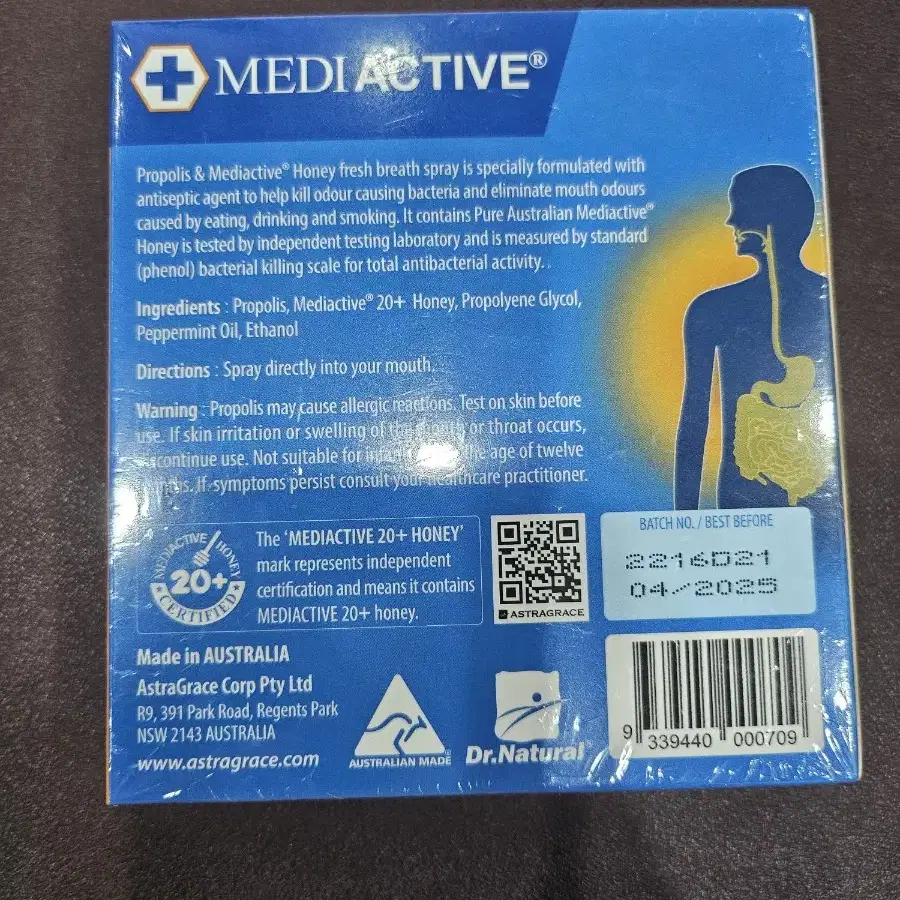 MEDIACTIVE®
Propolis & Mediactive® Honey fresh breath spray is specially formulated with
antiseptic agent to help kill odour causing bacteria and eliminate mouth odours
caused by eating, drinking and smoking. It contains Pure Australian Mediactive®
Honey is tested by independent testing laboratory and is measured by standard
(phenol) bacterial killing scale for total antibacterial activity.
Ingredients : Propolis, Mediactive® 20+ Honey, Propolyene Glycol,
Peppermint Oil, Ethanol
Directions : Spray directly into your mouth.
Warning : Propolis may cause allergic reactions. Test on skin before
use. If skin irritation or swelling of the mouth or throat occurs,
discontinue use. Not suitable for the age of twelve
months. If symptoms persist consult your healthcare practitioner.
MEDIACTIVE HONEY
20+
CERTIFIED
The 'MEDIACTIVE 20+ HONEY'
mark represents independent
certification and means it contains
MEDIACTIVE 20+ honey.
ASTRAGRACE
BATCH NO. / BEST BEFORE
2216D21
04/2025
Made in AUSTRALIA
AstraGrace Corp Pty Ltd
R9, 391 Park Road, Regents Park
NSW 2143 AUSTRALIA
www.astragrace.com
AUSTRALIAN MADE
Dr.Natural
9 339440 000709